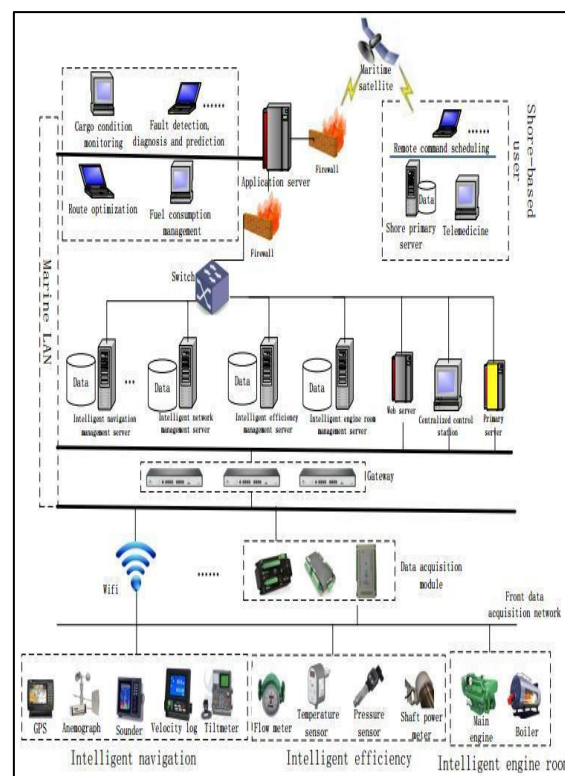 Maritime
satellite
Cargo condition
monitoring
Fault detection,
diagnosis and prediction
......
Application server
Firewall
......
Remote command scheduling
Data
Shore primary
server
Telemedicine
Shore-based
user
Route optimization
Fuel consumption
management
Firewall
Marine LAN
Switch
Data
...
Data
Data
Data
Intelligent navigation
management server
Intelligent network
management server
Intelligent efficiency
management server
Intelligent engine room
management server
Web server
Centralized control
station
Primary
server
Gateway
Wifi
......
Data acquisition
module
Front data
acquisition network
GPS
Anemograph
Sounder
Velocity log
Tiltmeter
Flow meter
Temperature
sensor
Pressure
sensor
Shaft power
meter
Main
engine
Boiler
Intelligent navigation
Intelligent efficiency
Intelligent engine room